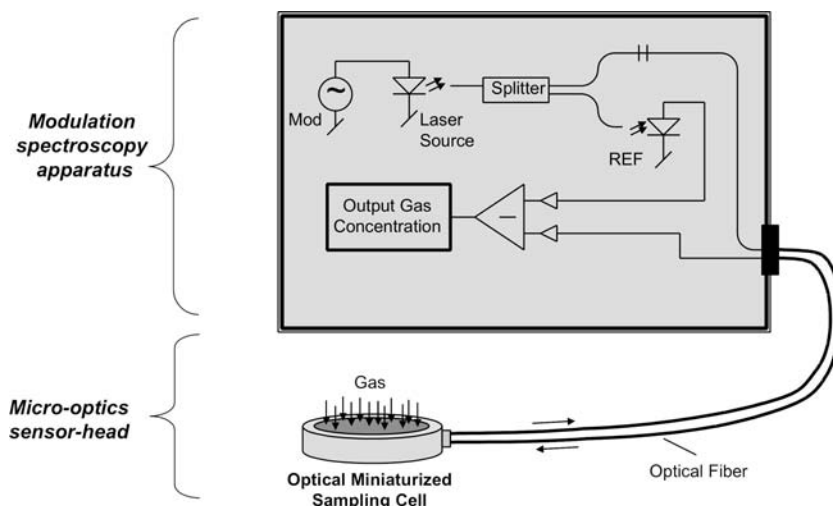 Modulation
spectroscopy
apparatus
~
Mod
Laser
Source
Splitter
REF
Output Gas
Concentration
Micro-optics
sensor-head
Gas
Optical Miniaturized
Sampling Cell
Optical Fiber